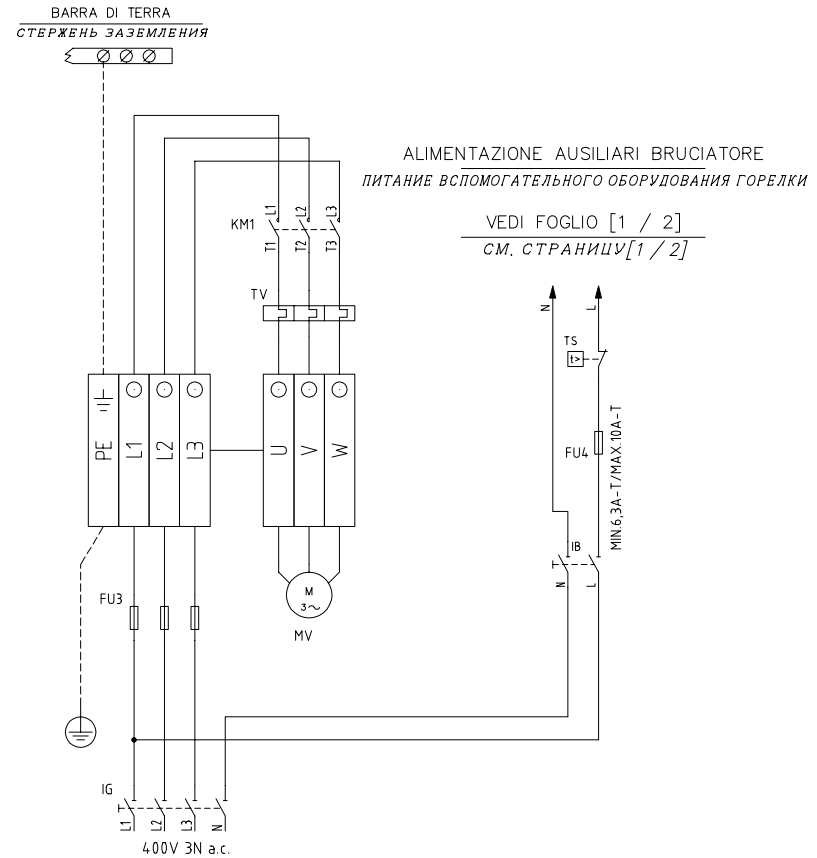 BARRA DI TERRA
СТЕРЖЕНЬ ЗАЗЕМЛЕНИЯ
ALIMENTAZIONE AUSILIARI BRUCIATORE
ПИТАНИЕ ВСПОМОГАТЕЛЬНОГО ОБОРУДОВАНИЯ ГОРЕЛКИ
VEDI FOGLIO [1 / 2]
СМ. СТРАНИЦУ[1 / 2]
L1 L2 L3
KM1
T1 T2 T3
TV
N L
TS
t>
FU4
MIN.6,3A-T/MAX.10A-T
PE L1 L2 L3 U V W
IB
N L
FU3
M
3~
MV
IG
L1 L2 L3 N
400V 3N a.c.